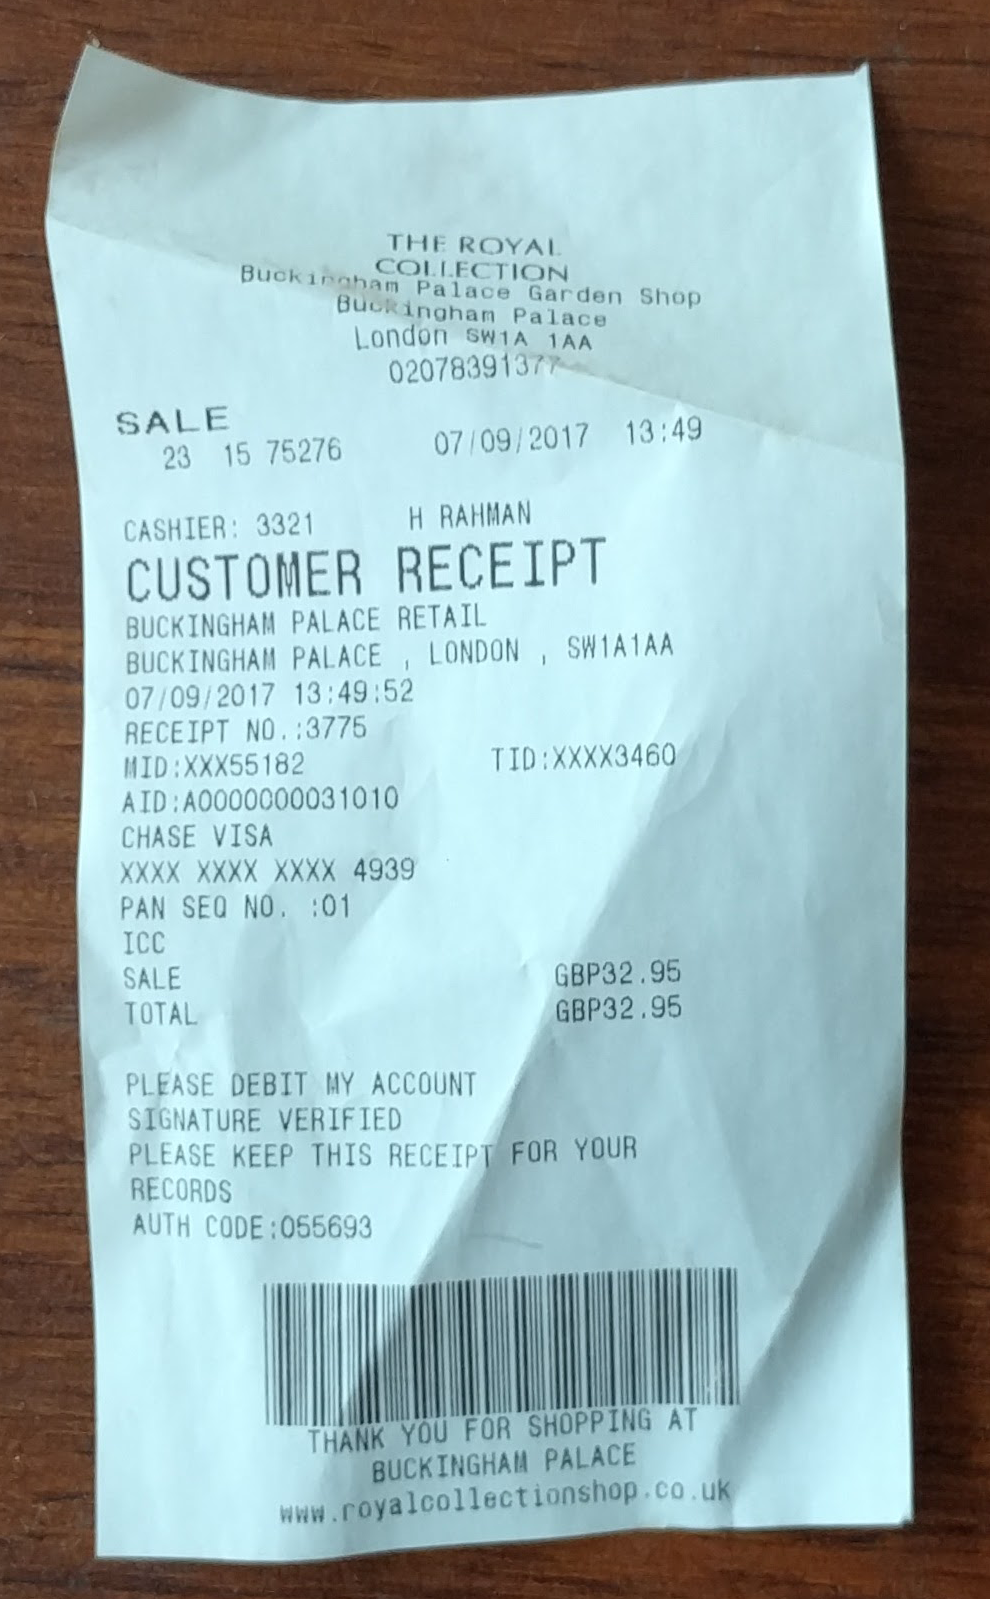 THE ROYAL
COLLECTION
Buckingham Palace Garden Shop
Buckingham Palace
London SW1A 1AA
02078391377
SALE
23 15 75276 07/09/2017 13:49
CASHIER: 3321 H RAHMAN
CUSTOMER RECEIPT
BUCKINGHAM PALACE RETAIL
BUCKINGHAM PALACE , LONDON , SW1A1AA
07/09/2017 13:49:52
RECEIPT NO.:3775
MID:XXX55182 TID:XXXX3460
AID:A0000000031010
CHASE VISA
XXXX XXXX XXXX 4939
PAN SEQ NO. :01
ICC
SALE GBP32.95
TOTAL GBP32.95
PLEASE DEBIT MY ACCOUNT
SIGNATURE VERIFIED
PLEASE KEEP THIS RECEIPT FOR YOUR
RECORDS
AUTH CODE:055693
THANK YOU FOR SHOPPING AT
BUCKINGHAM PALACE
www.royalcollectionshop.co.uk